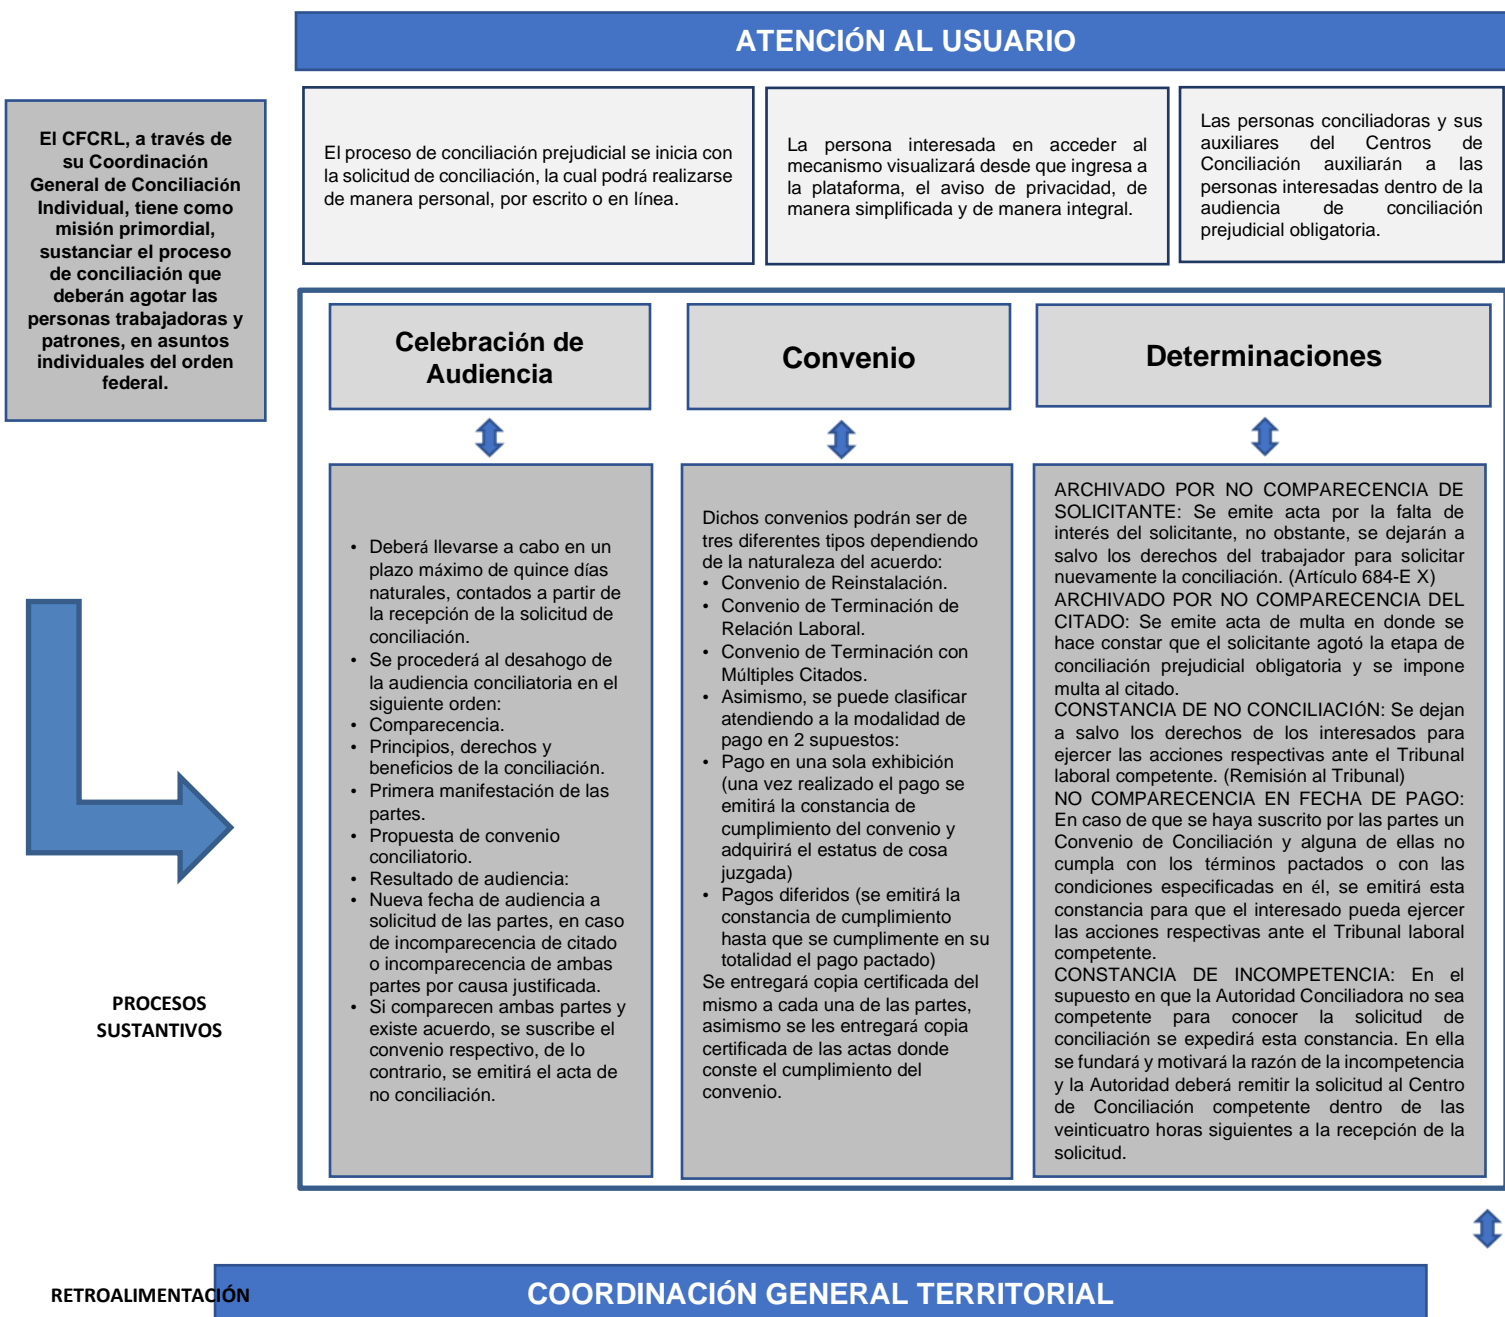 ATENCIÓN AL USUARIO
El CFCRL, a través de
su Coordinación
General de Conciliación
Individual, tiene como
misión primordial,
sustanciar el proceso
de conciliación que
deberán agotar las
personas trabajadoras y
patrones, en asuntos
individuales del orden
federal.
El proceso de conciliación prejudicial se inicia con
la solicitud de conciliación, la cual podrá realizarse
de manera personal, por escrito o en línea.
La persona interesada en acceder al
mecanismo visualizará desde que ingresa a
la plataforma, el aviso de privacidad, de
manera simplificada y de manera integral.
Las personas conciliadoras y sus
auxiliares del Centros de
Conciliación auxiliarán a las
personas interesadas dentro de la
audiencia de conciliación
prejudicial obligatoria.
Celebración de
Audiencia
• Deberá llevarse a cabo en un
plazo máximo de quince días
naturales, contados a partir de
la recepción de la solicitud de
conciliación.
• Se procederá al desahogo de
la audiencia conciliatoria en el
siguiente orden:
• Comparecencia.
• Principios, derechos y
beneficios de la conciliación.
• Primera manifestación de las
partes.
• Propuesta de convenio
conciliatorio.
• Resultado de audiencia:
• Nueva fecha de audiencia a
solicitud de las partes, en caso
de incomparecencia de citado
o incomparecencia de ambas
partes por causa justificada.
• Si comparecen ambas partes y
existe acuerdo, se suscribe el
convenio respectivo, de lo
contrario, se emitirá el acta de
no conciliación.
Convenio
Dichos convenios podrán ser de
tres diferentes tipos dependiendo
de la naturaleza del acuerdo:
• Convenio de Reinstalación.
• Convenio de Terminación de
Relación Laboral.
• Convenio de Terminación con
Múltiples Citados.
• Asimismo, se puede clasificar
atendiendo a la modalidad de
pago en 2 supuestos:
• Pago en una sola exhibición
(una vez realizado el pago se
emitirá la constancia de
cumplimiento del convenio y
adquirirá el estatus de cosa
juzgada)
• Pagos diferidos (se emitirá la
constancia de cumplimiento
hasta que se cumplimente en su
totalidad el pago pactado)
Se entregará copia certificada del
mismo a cada una de las partes,
asimismo se les entregará copia
certificada de las actas donde
conste el cumplimiento del
convenio.
Determinaciones
ARCHIVADO POR NO COMPARECENCIA DE
SOLICITANTE: Se emite acta por la falta de
interés del solicitante, no obstante, se dejarán a
salvo los derechos del trabajador para solicitar
nuevamente la conciliación. (Artículo 684-E X)
ARCHIVADO POR NO COMPARECENCIA DEL
CITADO: Se emite acta de multa en donde se
hace constar que el solicitante agotó la etapa de
conciliación prejudicial obligatoria y se impone
multa al citado.
CONSTANCIA DE NO CONCILIACIÓN: Se dejan
a salvo los derechos de los interesados para
ejercer las acciones respectivas ante el Tribunal
laboral competente. (Remisión al Tribunal)
NO COMPARECENCIA EN FECHA DE PAGO:
En caso de que se haya suscrito por las partes un
Convenio de Conciliación y alguna de ellas no
cumpla con los términos pactados o con las
condiciones especificadas en él, se emitirá esta
constancia para que el interesado pueda ejercer
las acciones respectivas ante el Tribunal laboral
competente.
CONSTANCIA DE INCOMPETENCIA: En el
supuesto en que la Autoridad Conciliadora no sea
competente para conocer la solicitud de
conciliación se expedirá esta constancia. En ella
se fundará y motivará la razón de la incompetencia
y la Autoridad deberá remitir la solicitud al Centro
de Conciliación competente dentro de las
veinticuatro horas siguientes a la recepción de la
solicitud.
PROCESOS
SUSTANTIVOS
RETROALIMENTACIÓN
COORDINACIÓN GENERAL TERRITORIAL